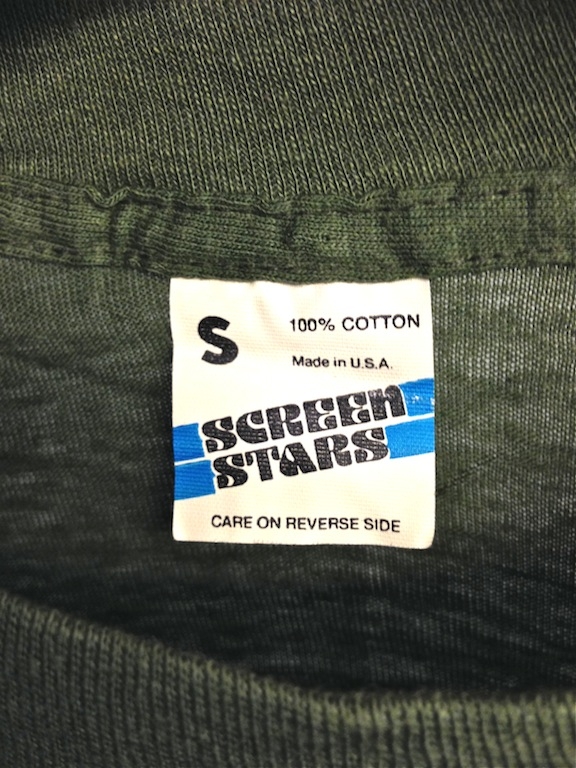 S
100% COTTON
Made in U.S.A.
SCREEN
STARS
CARE ON REVERSE SIDE